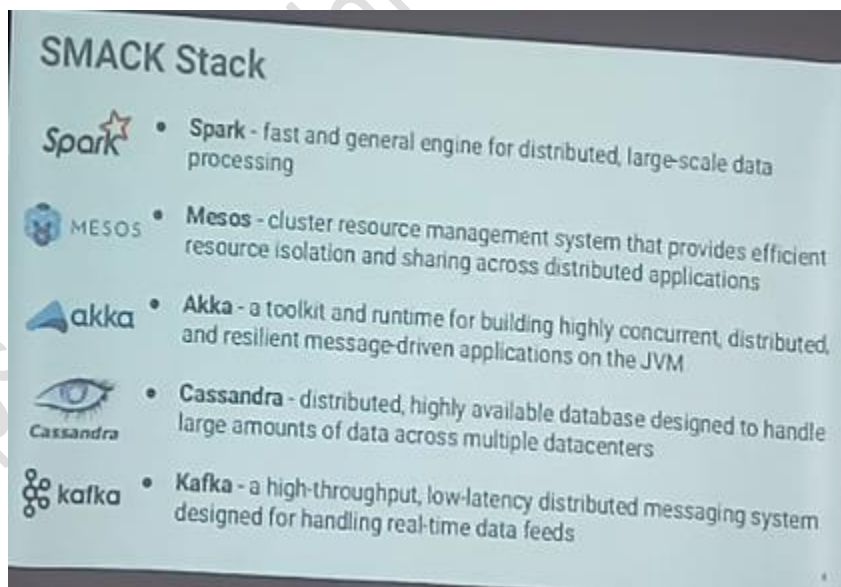 SMACK Stack
Spark
• Spark - fast and general engine for distributed, large-scale data
processing
MESOS
• Mesos - cluster resource management system that provides efficient
resource isolation and sharing across distributed applications
akka
• Akka - a toolkit and runtime for building highly concurrent, distributed,
and resilient message-driven applications on the JVM
Cassandra
• Cassandra - distributed, highly available database designed to handle
large amounts of data across multiple datacenters
kafka
• Kafka - a high-throughput, low-latency distributed messaging system
designed for handling real-time data feeds